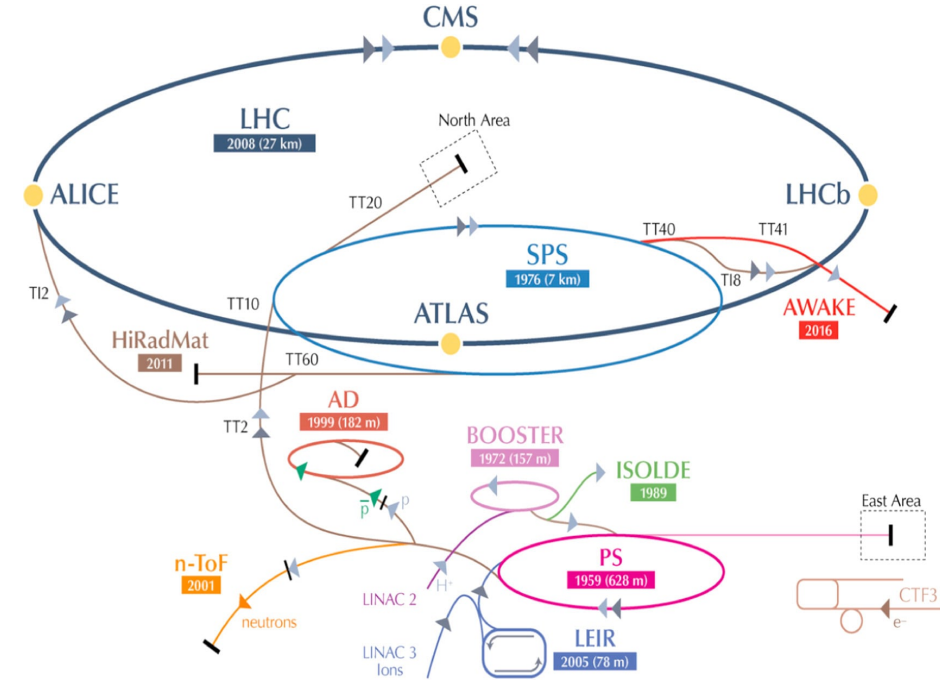 CMS
LHC
2008 (27 km)
North Area
ALICE
LHCb
TT20
TT40
TT41
SPS
1976 (7 km)
TI8
TI2
TT10
ATLAS
AWAKE
2016
HiRadMat
2011
TT60
AD
1999 (182 m)
TT2
BOOSTER
1972 (157 m)
ISOLDE
1989
p̅
p
East Area
n-ToF
2001
PS
1959 (628 m)
H⁺
LINAC 2
CTF3
e⁻
neutrons
LINAC 3
Ions
LEIR
2005 (78 m)